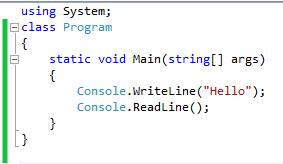 using System;
class Program
{
    static void Main(string[] args)
    {
        Console.WriteLine("Hello");
        Console.ReadLine();
    }
}